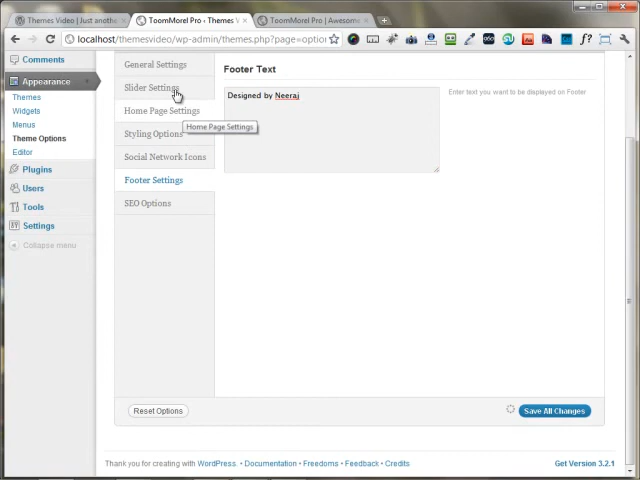 Themes Video | Just anoth
ToomMorel Pro ‹ Themes V
ToomMorel Pro | Awesome
localhost/themesvideo/wp-admin/themes.php?page=option
Comments
Appearance
Themes
Widgets
Menus
Theme Options
Editor
Plugins
Users
Tools
Settings
Collapse menu
General Settings
Slider Settings
Home Page Settings
Home Page Settings
Styling Options
Social Network Icons
Footer Settings
SEO Options
Footer Text
Designed by Neeraj
Enter text you want to be displayed on Footer
Reset Options
Save All Changes
Thank you for creating with WordPress. • Documentation • Freedoms • Feedback • Credits
Get Version 3.2.1